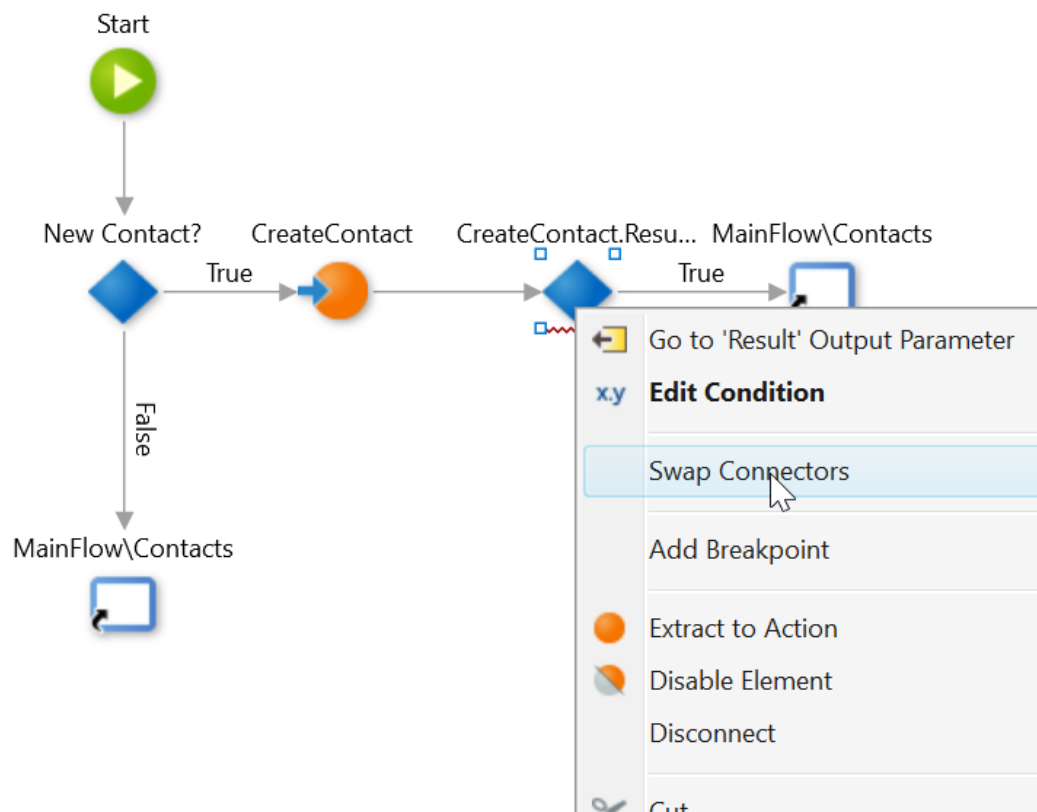 Start
New Contact?
CreateContact
CreateContact.Resu...
MainFlow\Contacts
True
True
False
MainFlow\Contacts
Go to 'Result' Output Parameter
x.y
Edit Condition
Swap Connectors
Add Breakpoint
Extract to Action
Disable Element
Disconnect
Cut